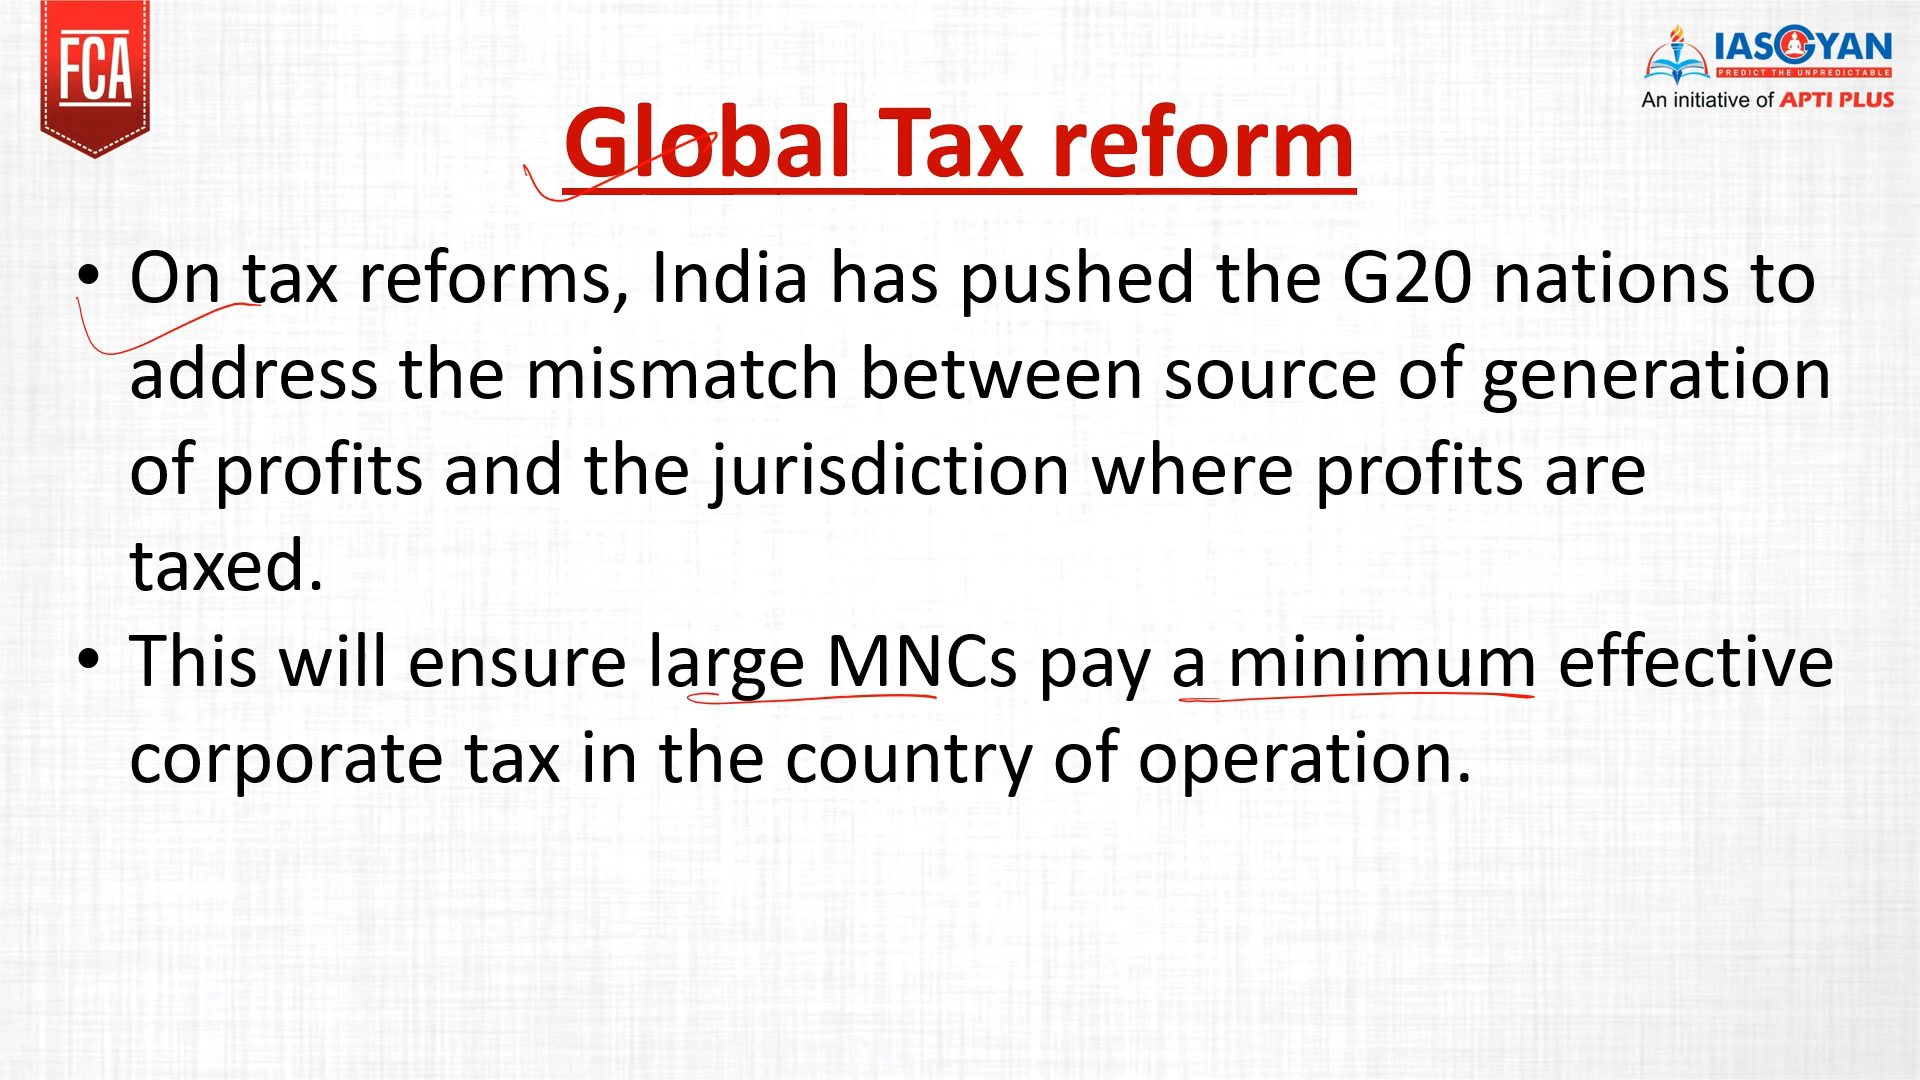 FCA
IASGYAN
PREDICT THE UNPREDICTABLE
An initiative of APTI PLUS
Global Tax reform
• On tax reforms, India has pushed the G20 nations to
address the mismatch between source of generation
of profits and the jurisdiction where profits are
taxed.
• This will ensure large MNCs pay a minimum effective
corporate tax in the country of operation.